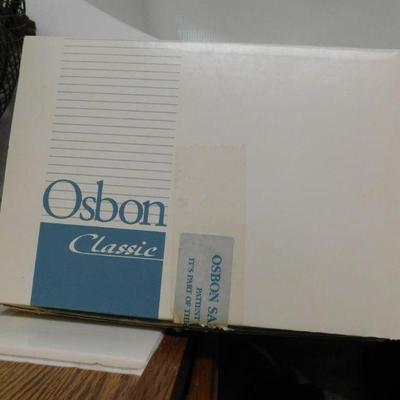 Osbon
Classic
OSBON SA
PATIENT
IT'S PART OF THE